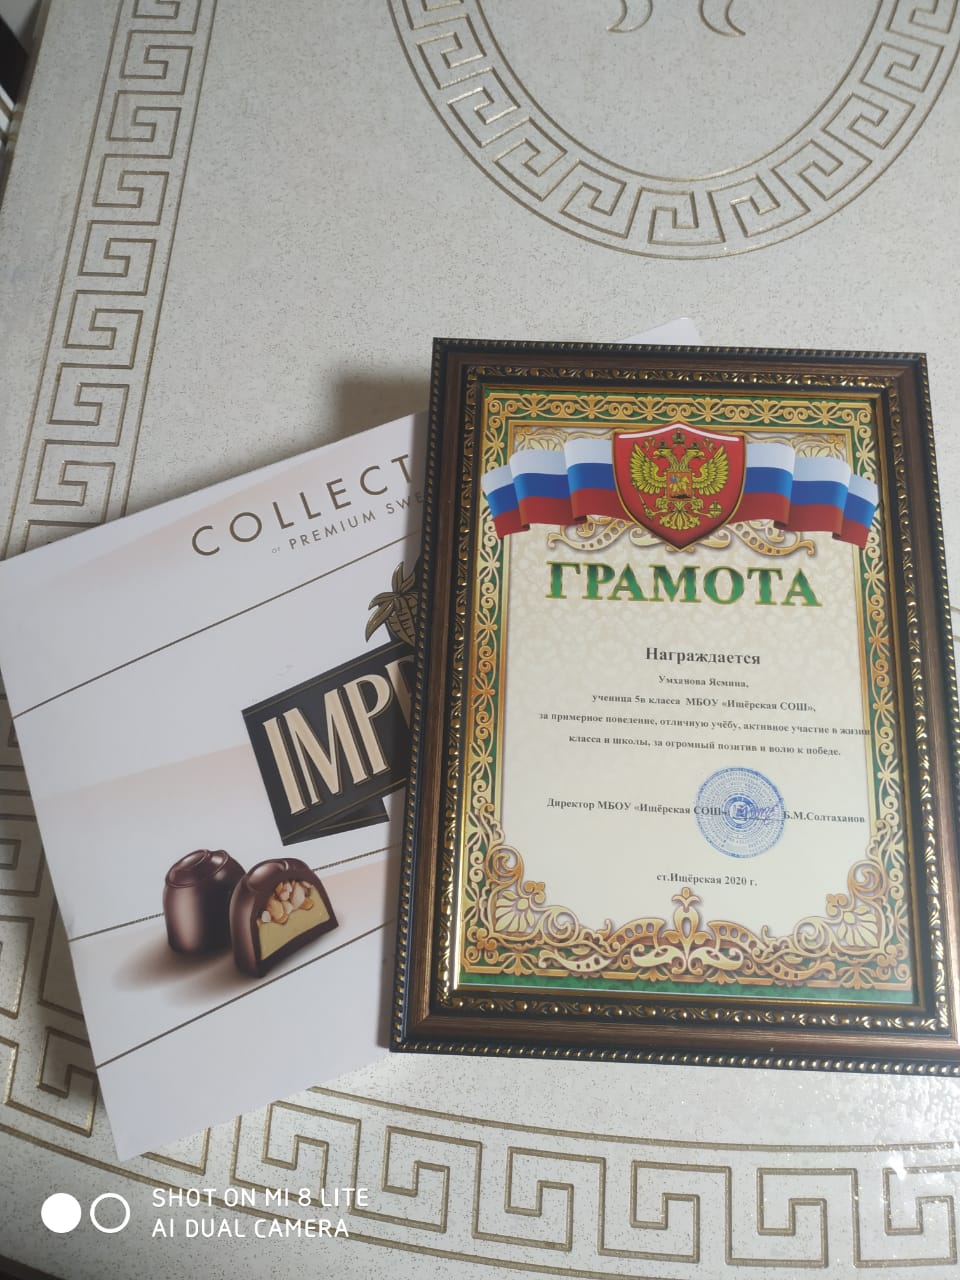 COLLECT
OF PREMIUM SWE
IMP
ГРАМОТА
Награждается
Умханова Ясмина,
ученица 5в класса МБОУ «Ищёрская СОШ»,
за примерное поведение, отличную учёбу, активное участие в жизни
класса и школы, за огромный позитив и волю к победе.
Директор МБОУ «Ищёрская СОШ» Б.М.Солтаханов
ст.Ищёрская 2020 г.
SHOT ON MI 8 LITE
AI DUAL CAMERA